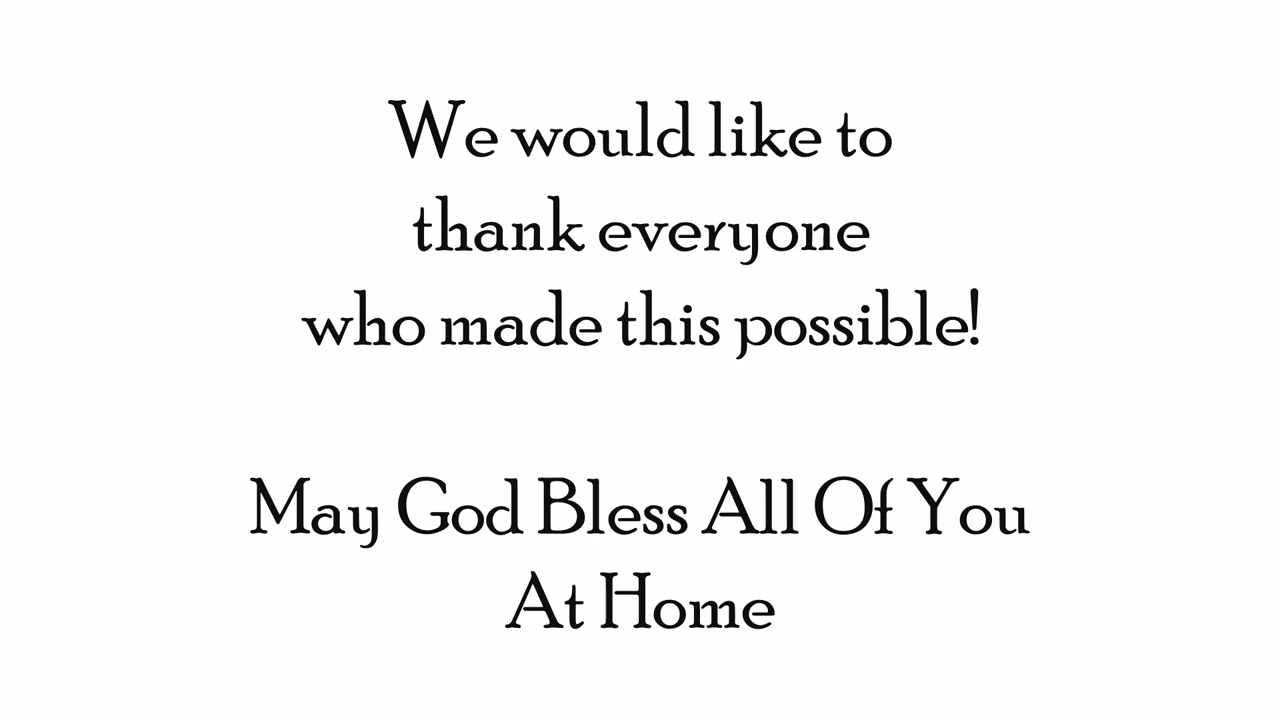 We would like to
thank everyone
who made this possible!
May God Bless All Of You
At Home